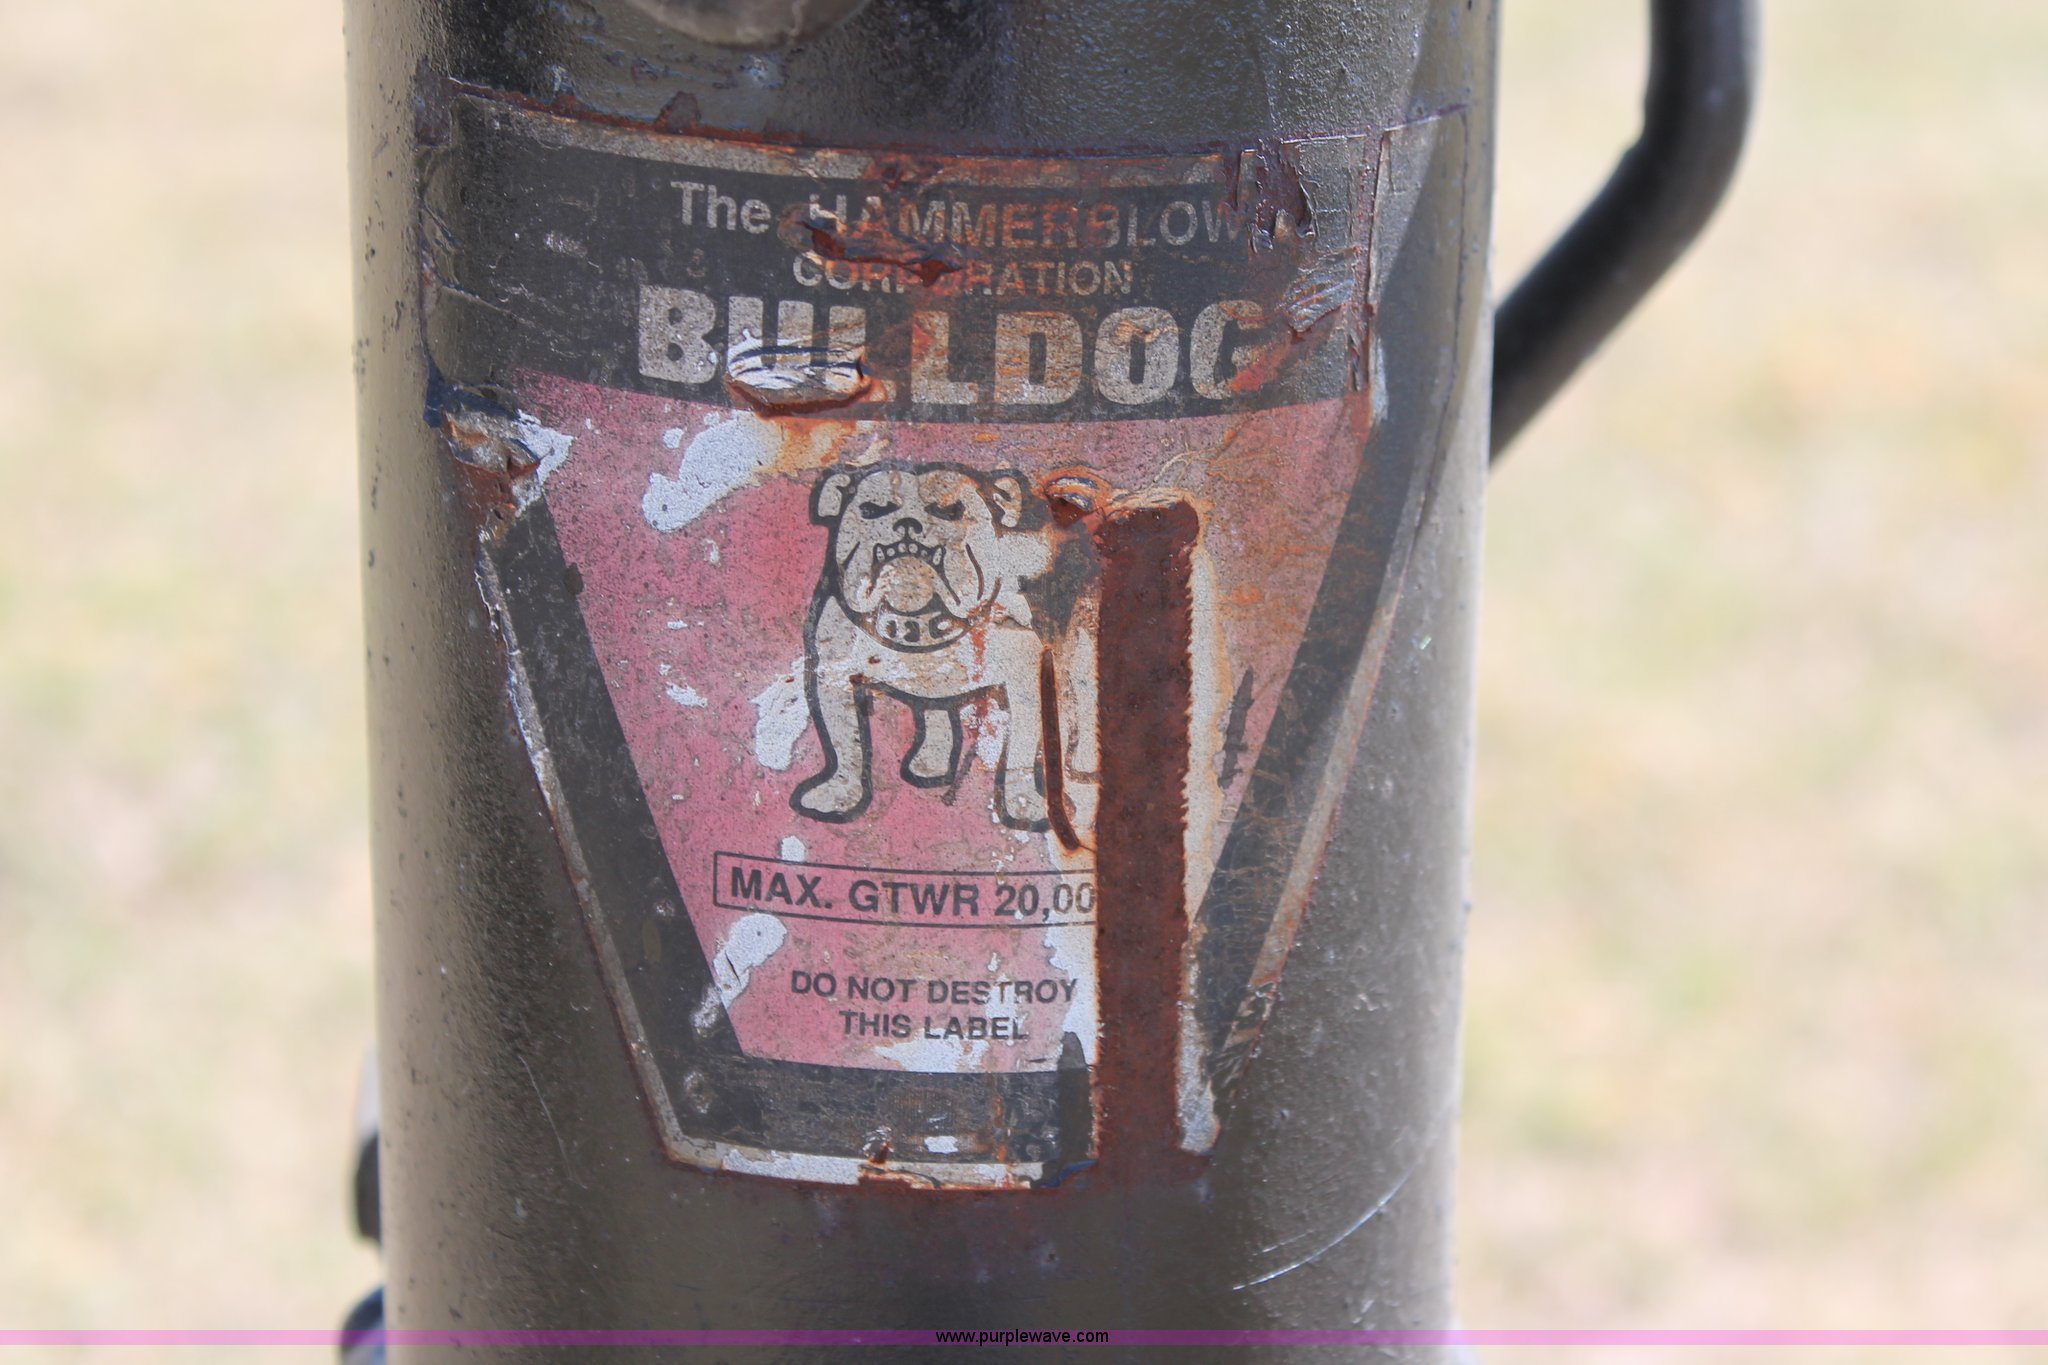 The HAMMERBLOW
CORPORATION
BULLDOG
MAX. GTWR 20,00
DO NOT DESTROY
THIS LABEL
www.purplewave.com